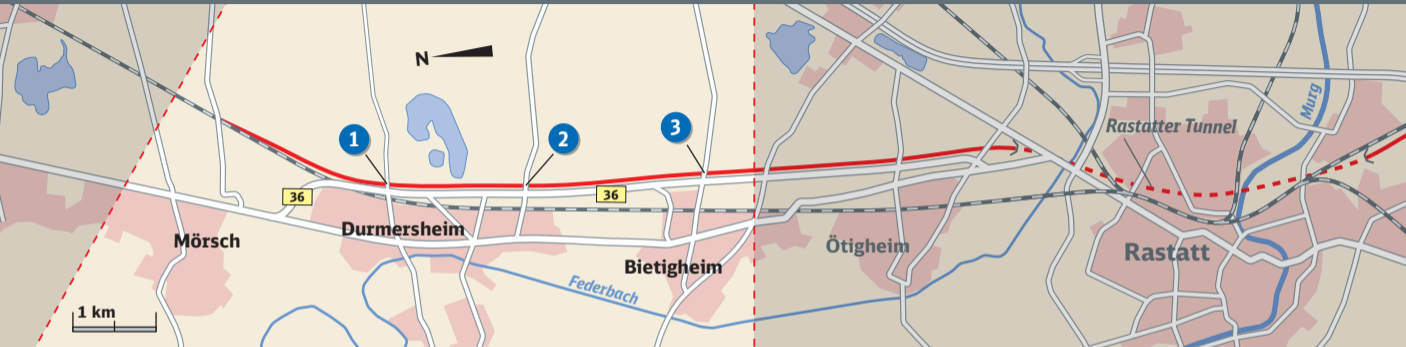 N
1
2
3
36
36
Mörsch
Durmersheim
Bietigheim
Federbach
1 km
Ötigheim
Rastatter Tunnel
Murg
Rastatt